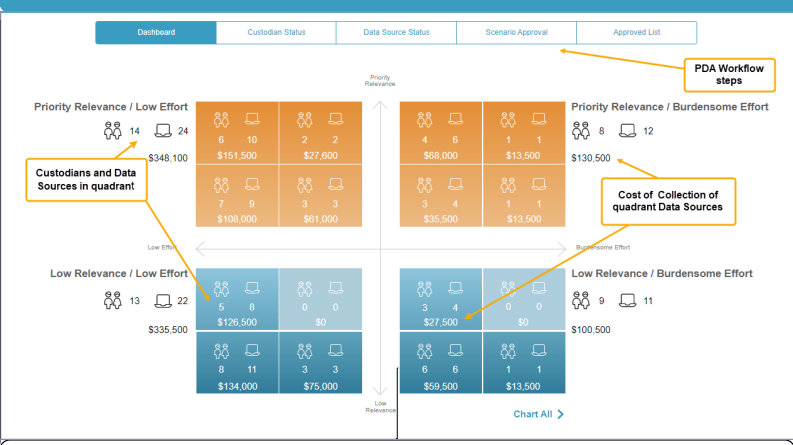 Dashboard
Custodian Status
Data Source Status
Scenario Approval
Approved List
PDA Workflow
steps
Priority
Relevance
Priority Relevance / Low Effort
14 24
$348,100
6 10
$151,500
2 2
$27,600
7 9
$108,000
3 3
$61,000
4 6
$68,000
1 1
$13,500
3 4
$35,500
1 1
$13,500
Priority Relevance / Burdensome Effort
8 12
$130,500
Custodians and Data
Sources in quadrant
Cost of Collection of
quadrant Data Sources
Low Effort
Burdensome Effort
Low Relevance / Low Effort
13 22
$335,500
5 8
$126,500
0 0
$0
8 11
$134,000
3 3
$75,000
3 4
$27,500
0 0
$0
6 6
$59,500
1 1
$13,500
Low Relevance / Burdensome Effort
9 11
$100,500
Low
Relevance
Chart All